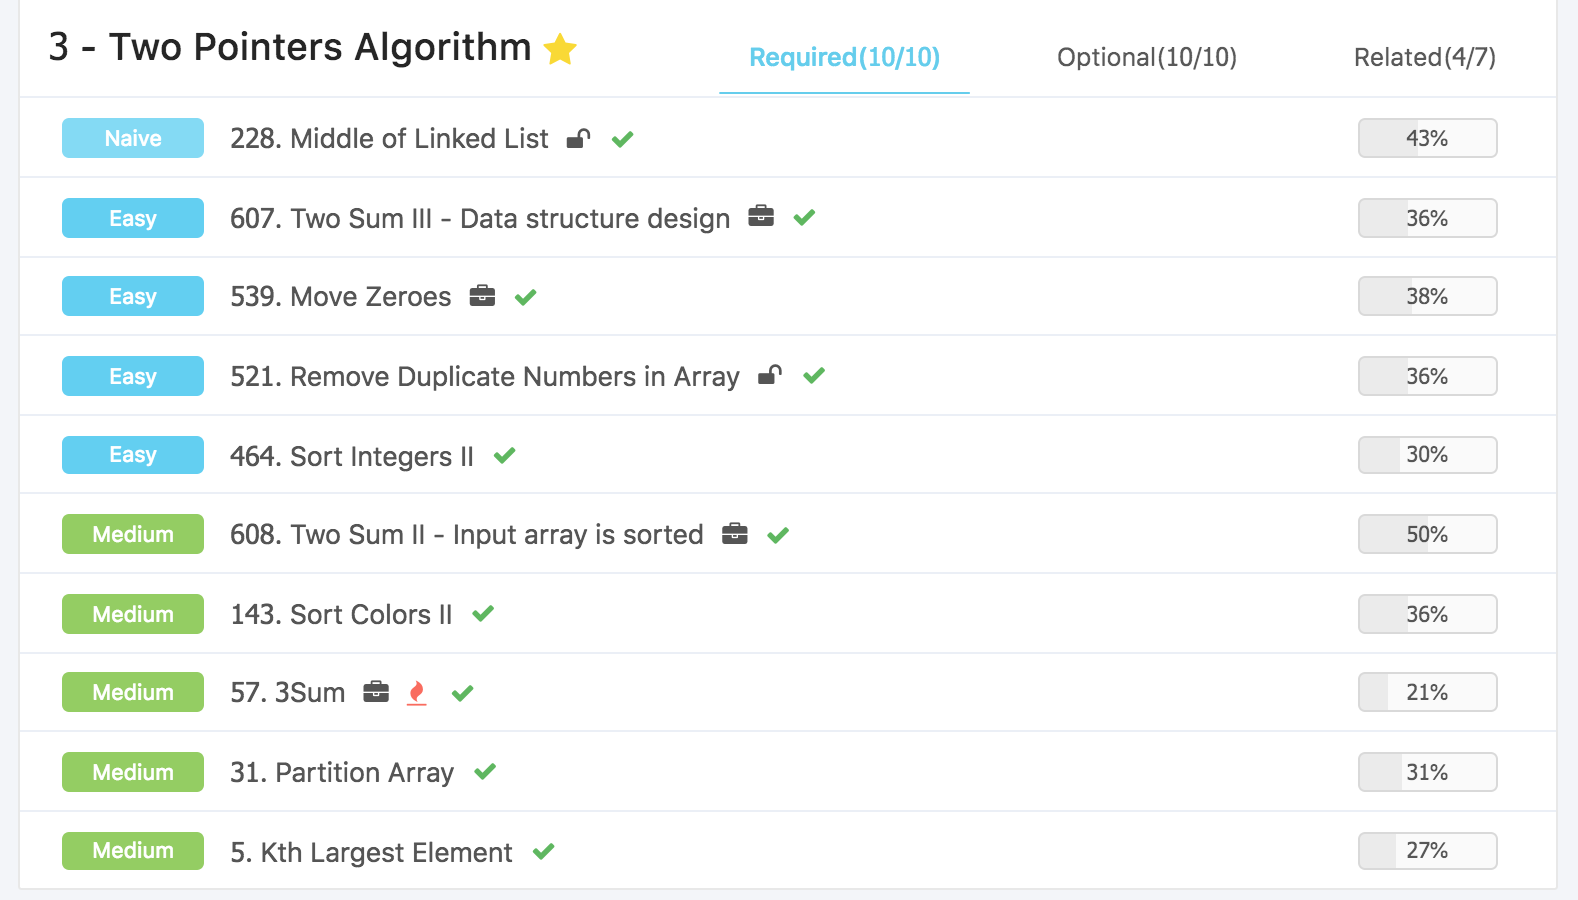 3 - Two Pointers Algorithm Required(10/10) Optional(10/10) Related(4/7)
Naive 228. Middle of Linked List 43%
Easy 607. Two Sum III - Data structure design 36%
Easy 539. Move Zeroes 38%
Easy 521. Remove Duplicate Numbers in Array 36%
Easy 464. Sort Integers II 30%
Medium 608. Two Sum II - Input array is sorted 50%
Medium 143. Sort Colors II 36%
Medium 57. 3Sum 21%
Medium 31. Partition Array 31%
Medium 5. Kth Largest Element 27%